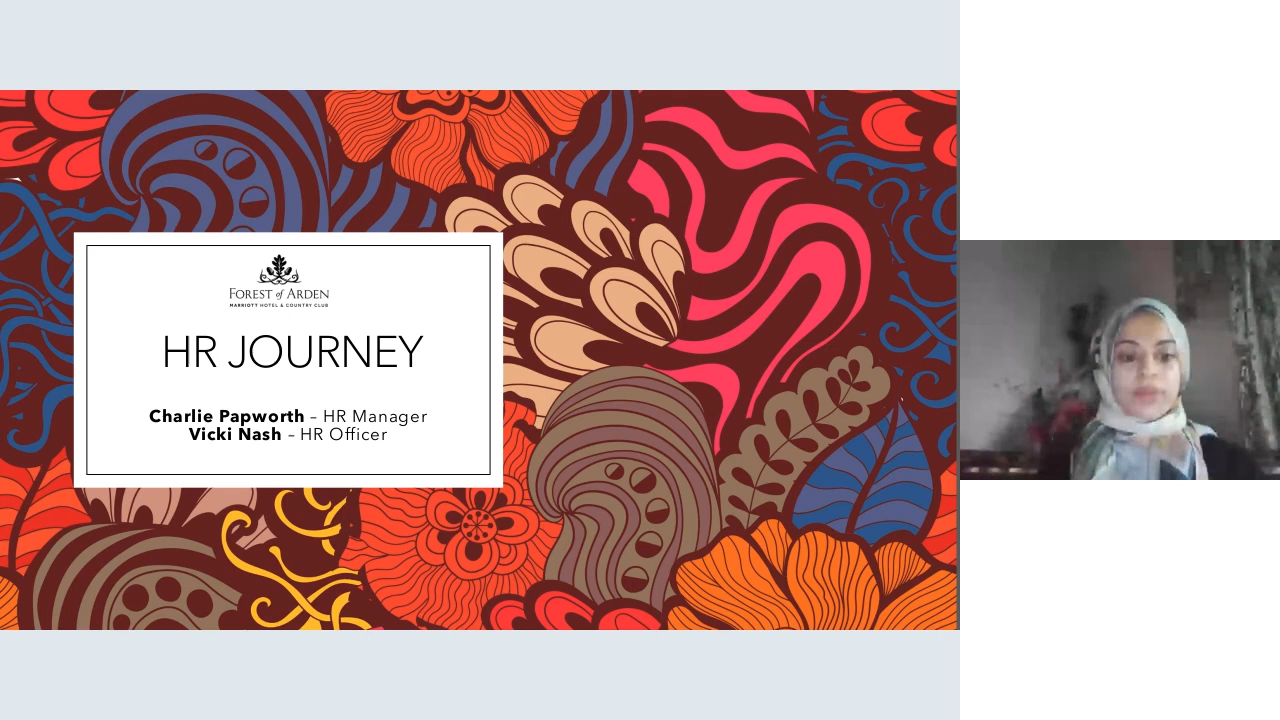 FOREST of ARDEN
MARRIOTT HOTEL & COUNTRY CLUB
HR JOURNEY
Charlie Papworth – HR Manager
Vicki Nash – HR Officer